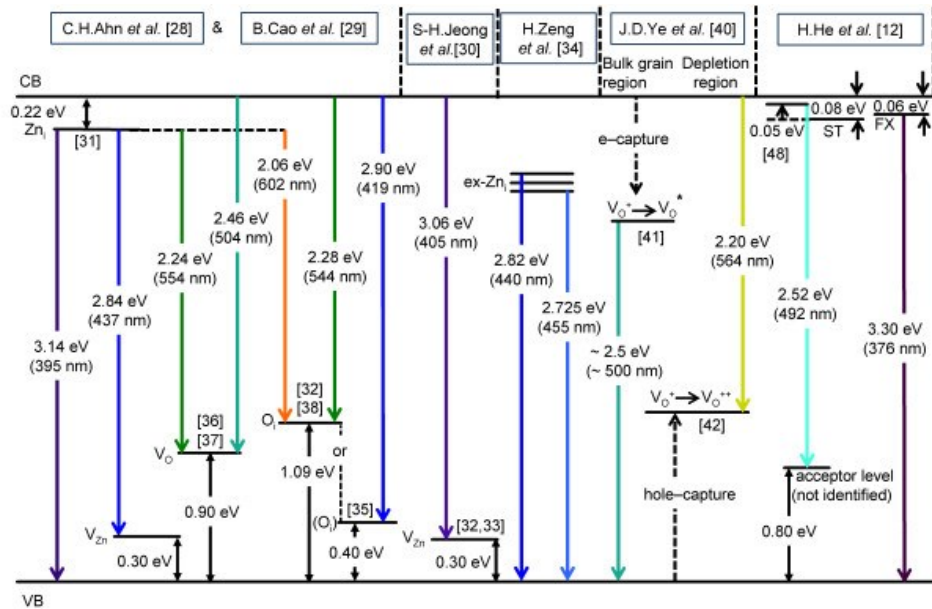 C.H.Ahn et al. [28] & B.Cao et al. [29]
S-H.Jeong
et al.[30]
H.Zeng
et al. [34]
J.D.Ye et al. [40]
H.He et al. [12]
Bulk grain
region
Depletion
region
CB
0.22 eV
Zni
[31]
0.08 eV
0.06 eV
0.05 eV
ST
FX
[48]
e–capture
2.06 eV
(602 nm)
2.90 eV
(419 nm)
ex-Zni
2.46 eV
(504 nm)
3.06 eV
(405 nm)
VO+ → VO*
[41]
2.24 eV
(554 nm)
2.28 eV
(544 nm)
2.82 eV
(440 nm)
2.20 eV
(564 nm)
2.84 eV
(437 nm)
2.725 eV
(455 nm)
2.52 eV
(492 nm)
3.14 eV
(395 nm)
~ 2.5 eV
(~ 500 nm)
3.30 eV
(376 nm)
[32]
[38]
Oi
VO+ → VO++
[42]
[36]
[37]
VO
or
1.09 eV
acceptor level
(not identified)
0.90 eV
[35]
(Oi)
hole–capture
VZn
0.30 eV
0.40 eV
VZn
[32,33]
0.30 eV
0.80 eV
VB